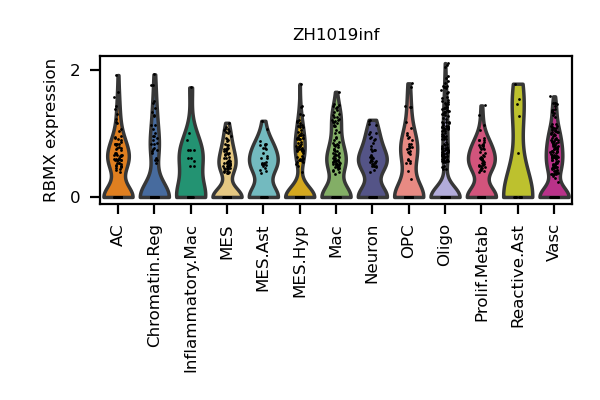 ZH1019inf
RBMX expression
2
0
AC
Chromatin.Reg
Inflammatory.Mac
MES
MES.Ast
MES.Hyp
Mac
Neuron
OPC
Oligo
Prolif.Metab
Reactive.Ast
Vasc